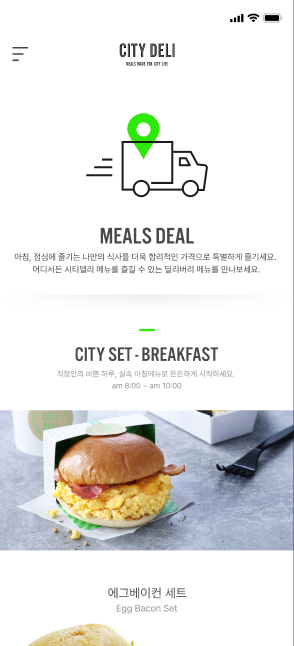 CITY DELI
MEALS MADE FOR CITY LIFE
MEALS DEAL
아침, 점심에 즐기는 나만의 식사를 더욱 합리적인 가격으로 특별하게 즐기세요.
어디서든 시티델리 메뉴를 즐길 수 있는 딜리버리 메뉴를 만나보세요.
CITY SET - BREAKFAST
직장인의 바쁜 하루, 실속 아침메뉴로 든든하게 시작하세요.
am 8:00 ~ am 10:00
에그베이컨 세트
Egg Bacon Set